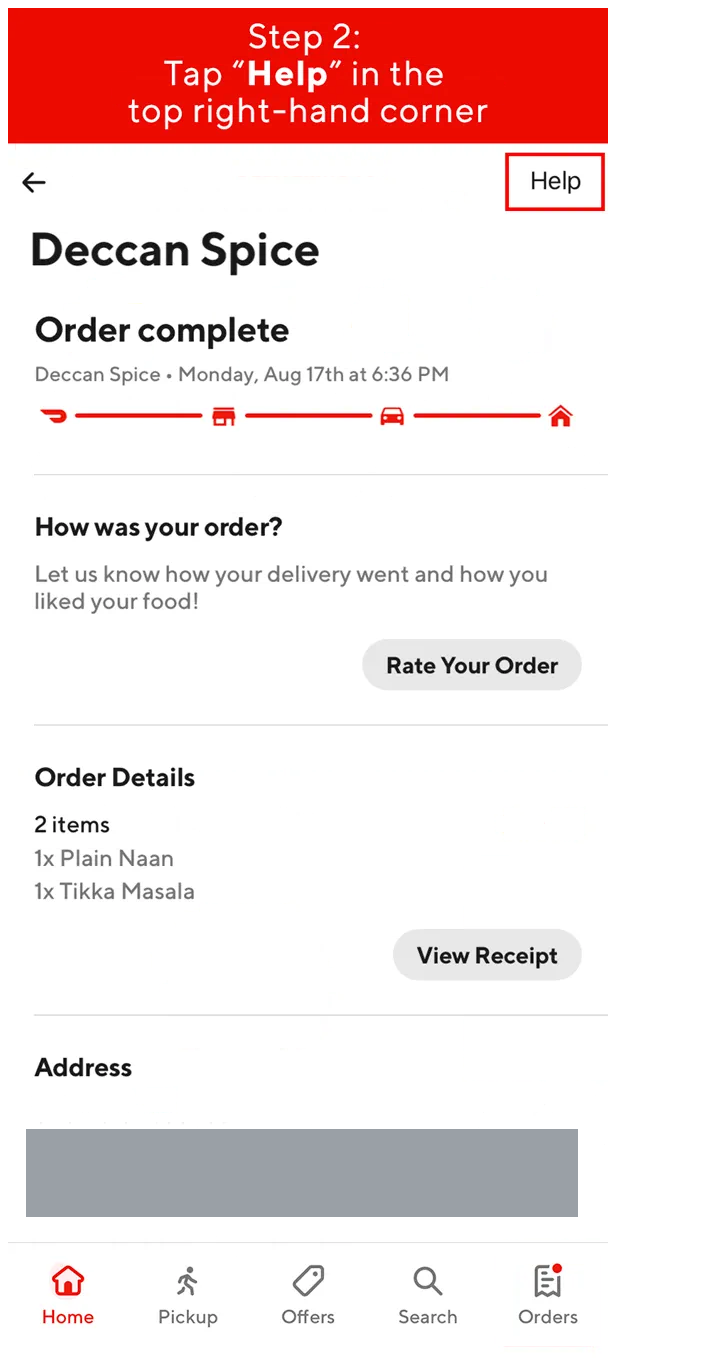 Step 2:
Tap “Help” in the
top right-hand corner
Help
Deccan Spice
Order complete
Deccan Spice • Monday, Aug 17th at 6:36 PM
How was your order?
Let us know how your delivery went and how you
liked your food!
Rate Your Order
Order Details
2 items
1x Plain Naan
1x Tikka Masala
View Receipt
Address
Home
Pickup
Offers
Search
Orders